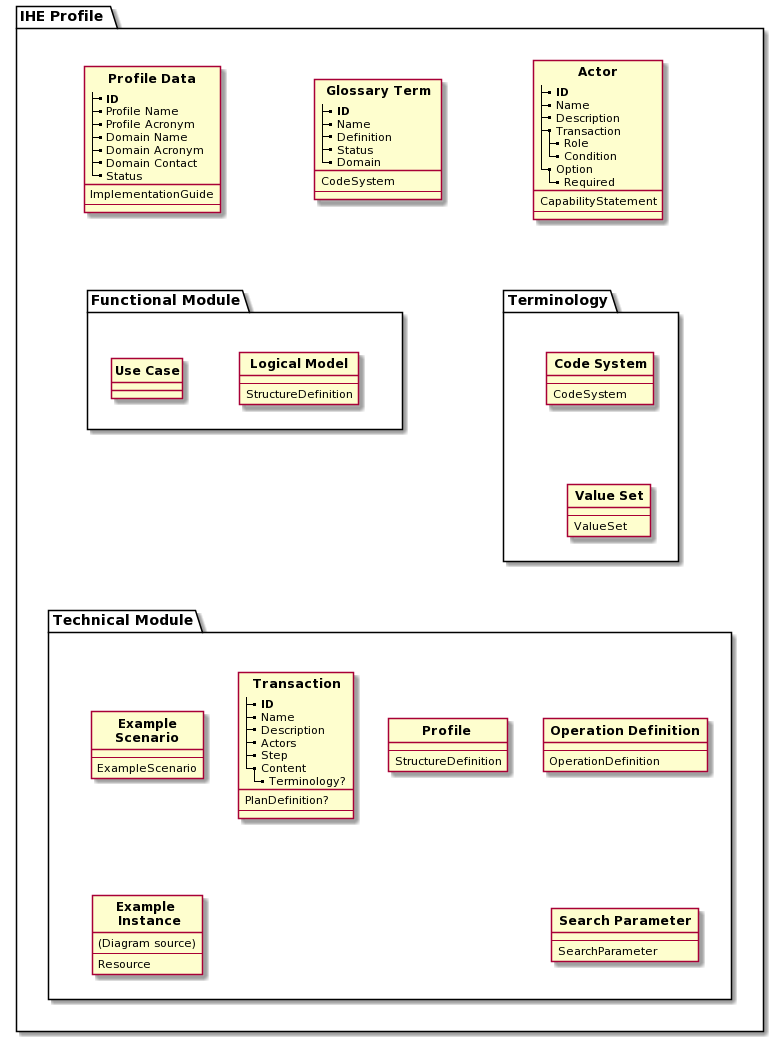 IHE Profile
Profile Data
ID
Profile Name
Profile Acronym
Domain Name
Domain Acronym
Domain Contact
Status
ImplementationGuide
Glossary Term
ID
Name
Definition
Status
Domain
CodeSystem
Actor
ID
Name
Description
Transaction
Role
Condition
Option
Required
CapabilityStatement
Functional Module
Use Case
Logical Model
StructureDefinition
Terminology
Code System
CodeSystem
Value Set
ValueSet
Technical Module
Example
Scenario
ExampleScenario
Transaction
ID
Name
Description
Actors
Step
Content
Terminology?
PlanDefinition?
Profile
StructureDefinition
Operation Definition
OperationDefinition
Example
Instance
(Diagram source)
Resource
Search Parameter
SearchParameter